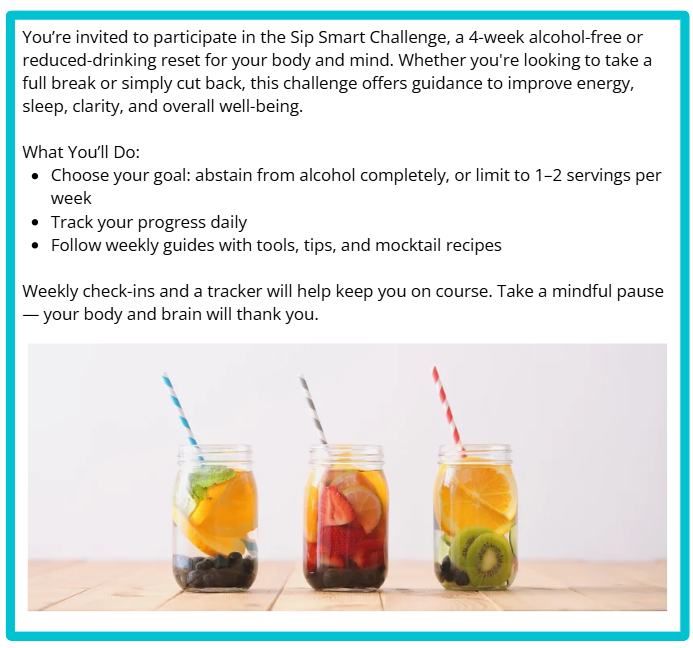 You're invited to participate in the Sip Smart Challenge, a 4-week alcohol-free or
reduced-drinking reset for your body and mind. Whether you're looking to take a
full break or simply cut back, this challenge offers guidance to improve energy,
sleep, clarity, and overall well-being.
What You'll Do:
• Choose your goal: abstain from alcohol completely, or limit to 1–2 servings per
week
• Track your progress daily
• Follow weekly guides with tools, tips, and mocktail recipes
Weekly check-ins and a tracker will help keep you on course. Take a mindful pause
— your body and brain will thank you.